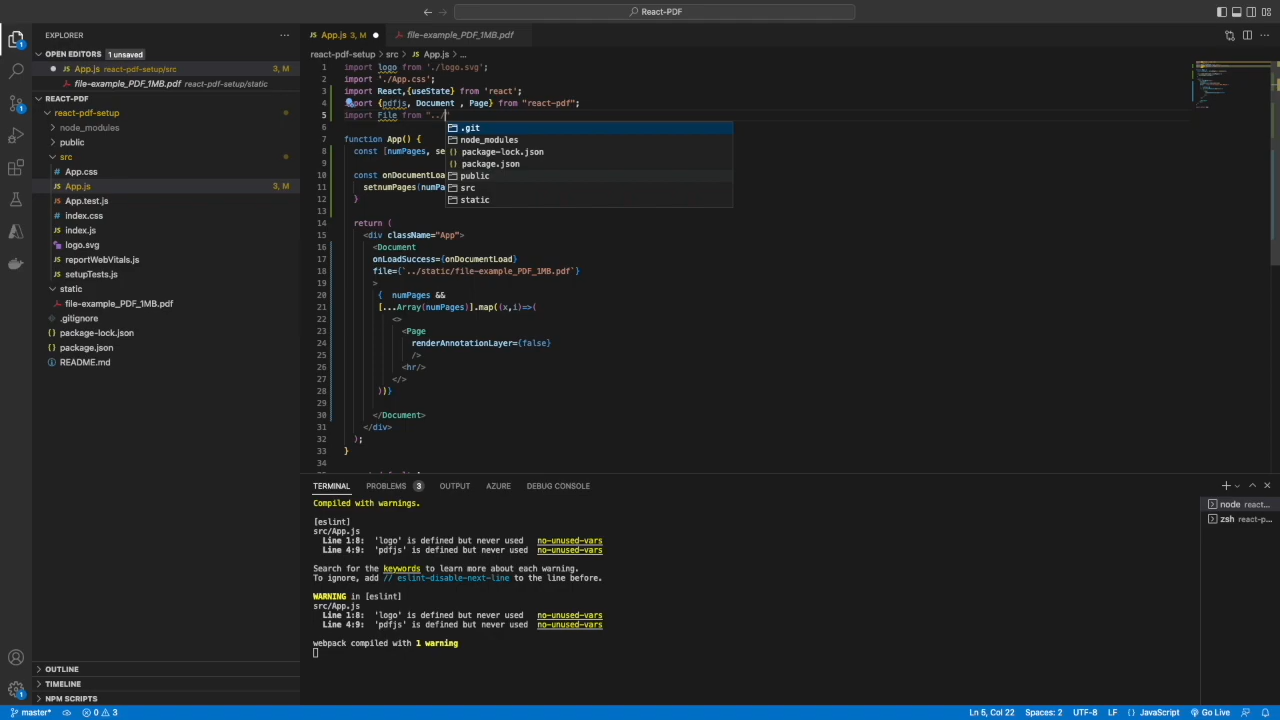 React-PDF
EXPLORER
OPEN EDITORS 1 unsaved
App.js react-pdf-setup/src 3, M
file-example_PDF_1MB.pdf react-pdf-setup/static
REACT-PDF
react-pdf-setup
node_modules
public
src
App.css
App.js 3, M
App.test.js
index.css
index.js
logo.svg
reportWebVitals.js
setupTests.js
static
file-example_PDF_1MB.pdf
.gitignore
package-lock.json
package.json
README.md
OUTLINE
TIMELINE
NPM SCRIPTS
App.js 3, M
file-example_PDF_1MB.pdf
react-pdf-setup > src > JS App.js > ...
1 import logo from './logo.svg';
2 import './App.css';
3 import React,{useState} from 'react';
4 import {pdfjs, Document , Page} from "react-pdf";
5 import File from "../"
6
7 function App() {
8 const [numPages, se
9
10 const onDocumentLoa
11 setnumPages(numPa
12 }
13
14 return (
15 <div className="App">
16 <Document
17 onLoadSuccess={onDocumentLoad}
18 file={`../static/file-example_PDF_1MB.pdf`}
19 >
20 { numPages &&
21 [...Array(numPages)].map((x,i)=>(
22 <>
23 <Page
24 renderAnnotationLayer={false}
25 />
26 <hr/>
27 </>
28 ))}
29
30 </Document>
31 </div>
32 );
33 }
34
.git
node_modules
package-lock.json
package.json
public
src
static
TERMINAL PROBLEMS 3 OUTPUT AZURE DEBUG CONSOLE
Compiled with warnings.
[eslint]
src/App.js
Line 1:8: 'logo' is defined but never used no-unused-vars
Line 4:9: 'pdfjs' is defined but never used no-unused-vars
Search for the keywords to learn more about each warning.
To ignore, add // eslint-disable-next-line to the line before.
WARNING in [eslint]
src/App.js
Line 1:8: 'logo' is defined but never used no-unused-vars
Line 4:9: 'pdfjs' is defined but never used no-unused-vars
webpack compiled with 1 warning
node react...
zsh react-p...
master* 0 3
Ln 5, Col 22 Spaces: 2 UTF-8 LF {} JavaScript Go Live